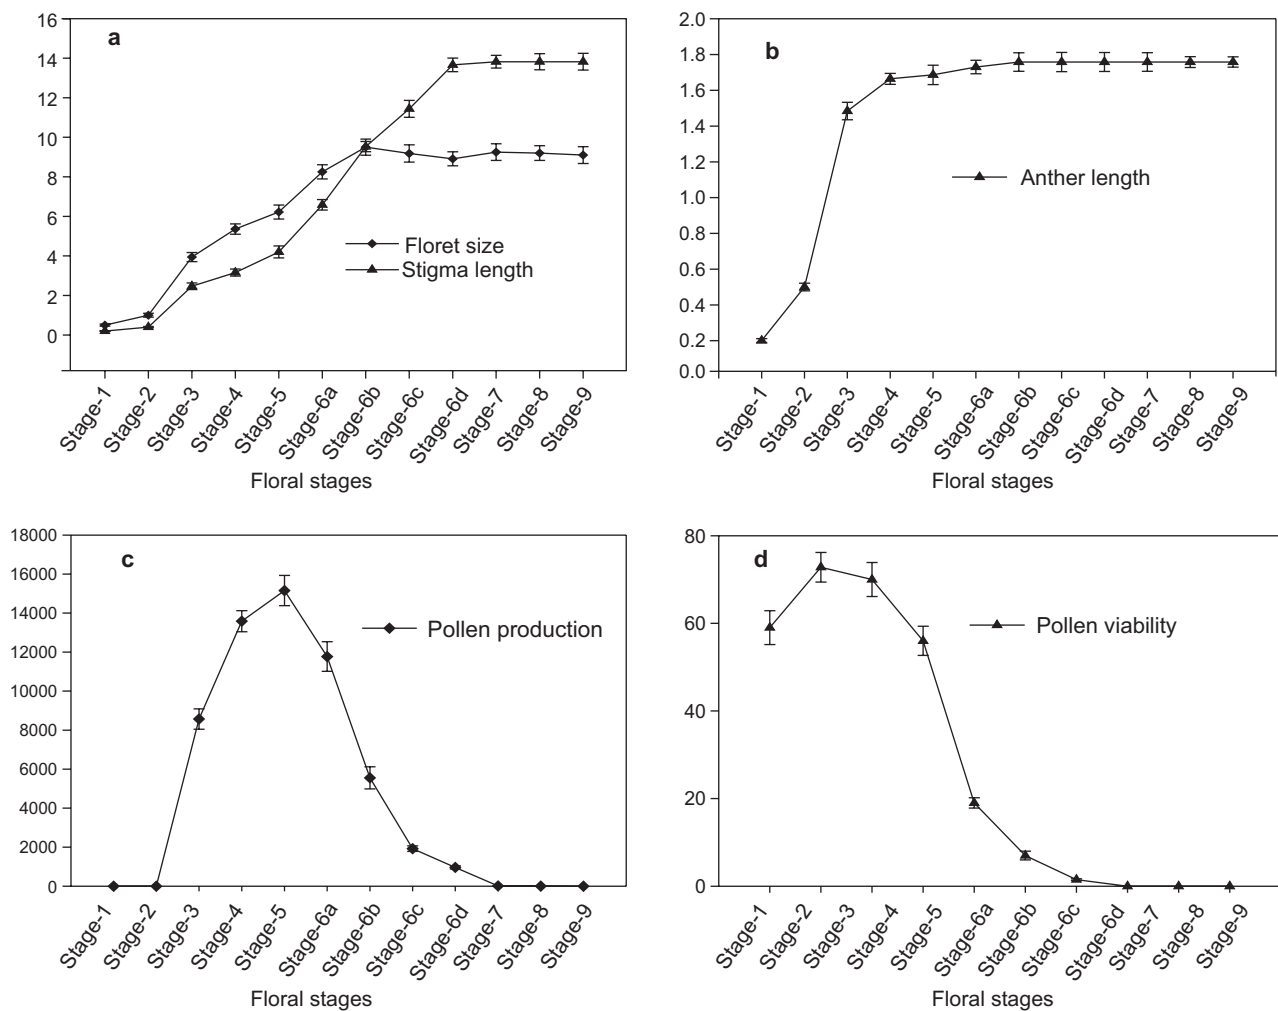 a
16
14
12
10
8
6
4
2
0
Floret size
Stigma length
Stage-1
Stage-2
Stage-3
Stage-4
Stage-5
Stage-6a
Stage-6b
Stage-6c
Stage-6d
Stage-7
Stage-8
Stage-9
Floral stages
b
2.0
1.8
1.6
1.4
1.2
1.0
0.8
0.6
0.4
0.2
0.0
Anther length
Stage-1
Stage-2
Stage-3
Stage-4
Stage-5
Stage-6a
Stage-6b
Stage-6c
Stage-6d
Stage-7
Stage-8
Stage-9
Floral stages
c
18000
16000
14000
12000
10000
8000
6000
4000
2000
0
Pollen production
Stage-1
Stage-2
Stage-3
Stage-4
Stage-5
Stage-6a
Stage-6b
Stage-6c
Stage-6d
Stage-7
Stage-8
Stage-9
Floral stages
d
80
60
40
20
0
Pollen viability
Stage-1
Stage-2
Stage-3
Stage-4
Stage-5
Stage-6a
Stage-6b
Stage-6c
Stage-6d
Stage-7
Stage-8
Stage-9
Floral stages